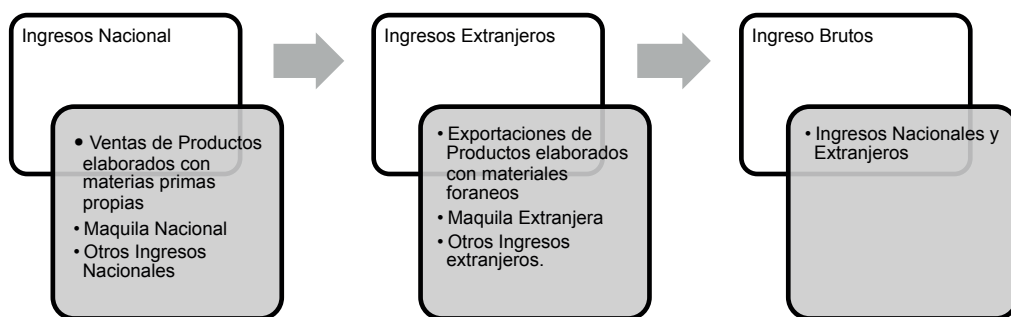 Ingresos Nacional
• Ventas de Productos
elaborados con
materias primas
propias
• Maquila Nacional
• Otros Ingresos
Nacionales
Ingresos Extranjeros
• Exportaciones de
Productos elaborados
con materiales
foraneos
• Maquila Extranjera
• Otros Ingresos
extranjeros.
Ingreso Brutos
• Ingresos Nacionales y
Extranjeros